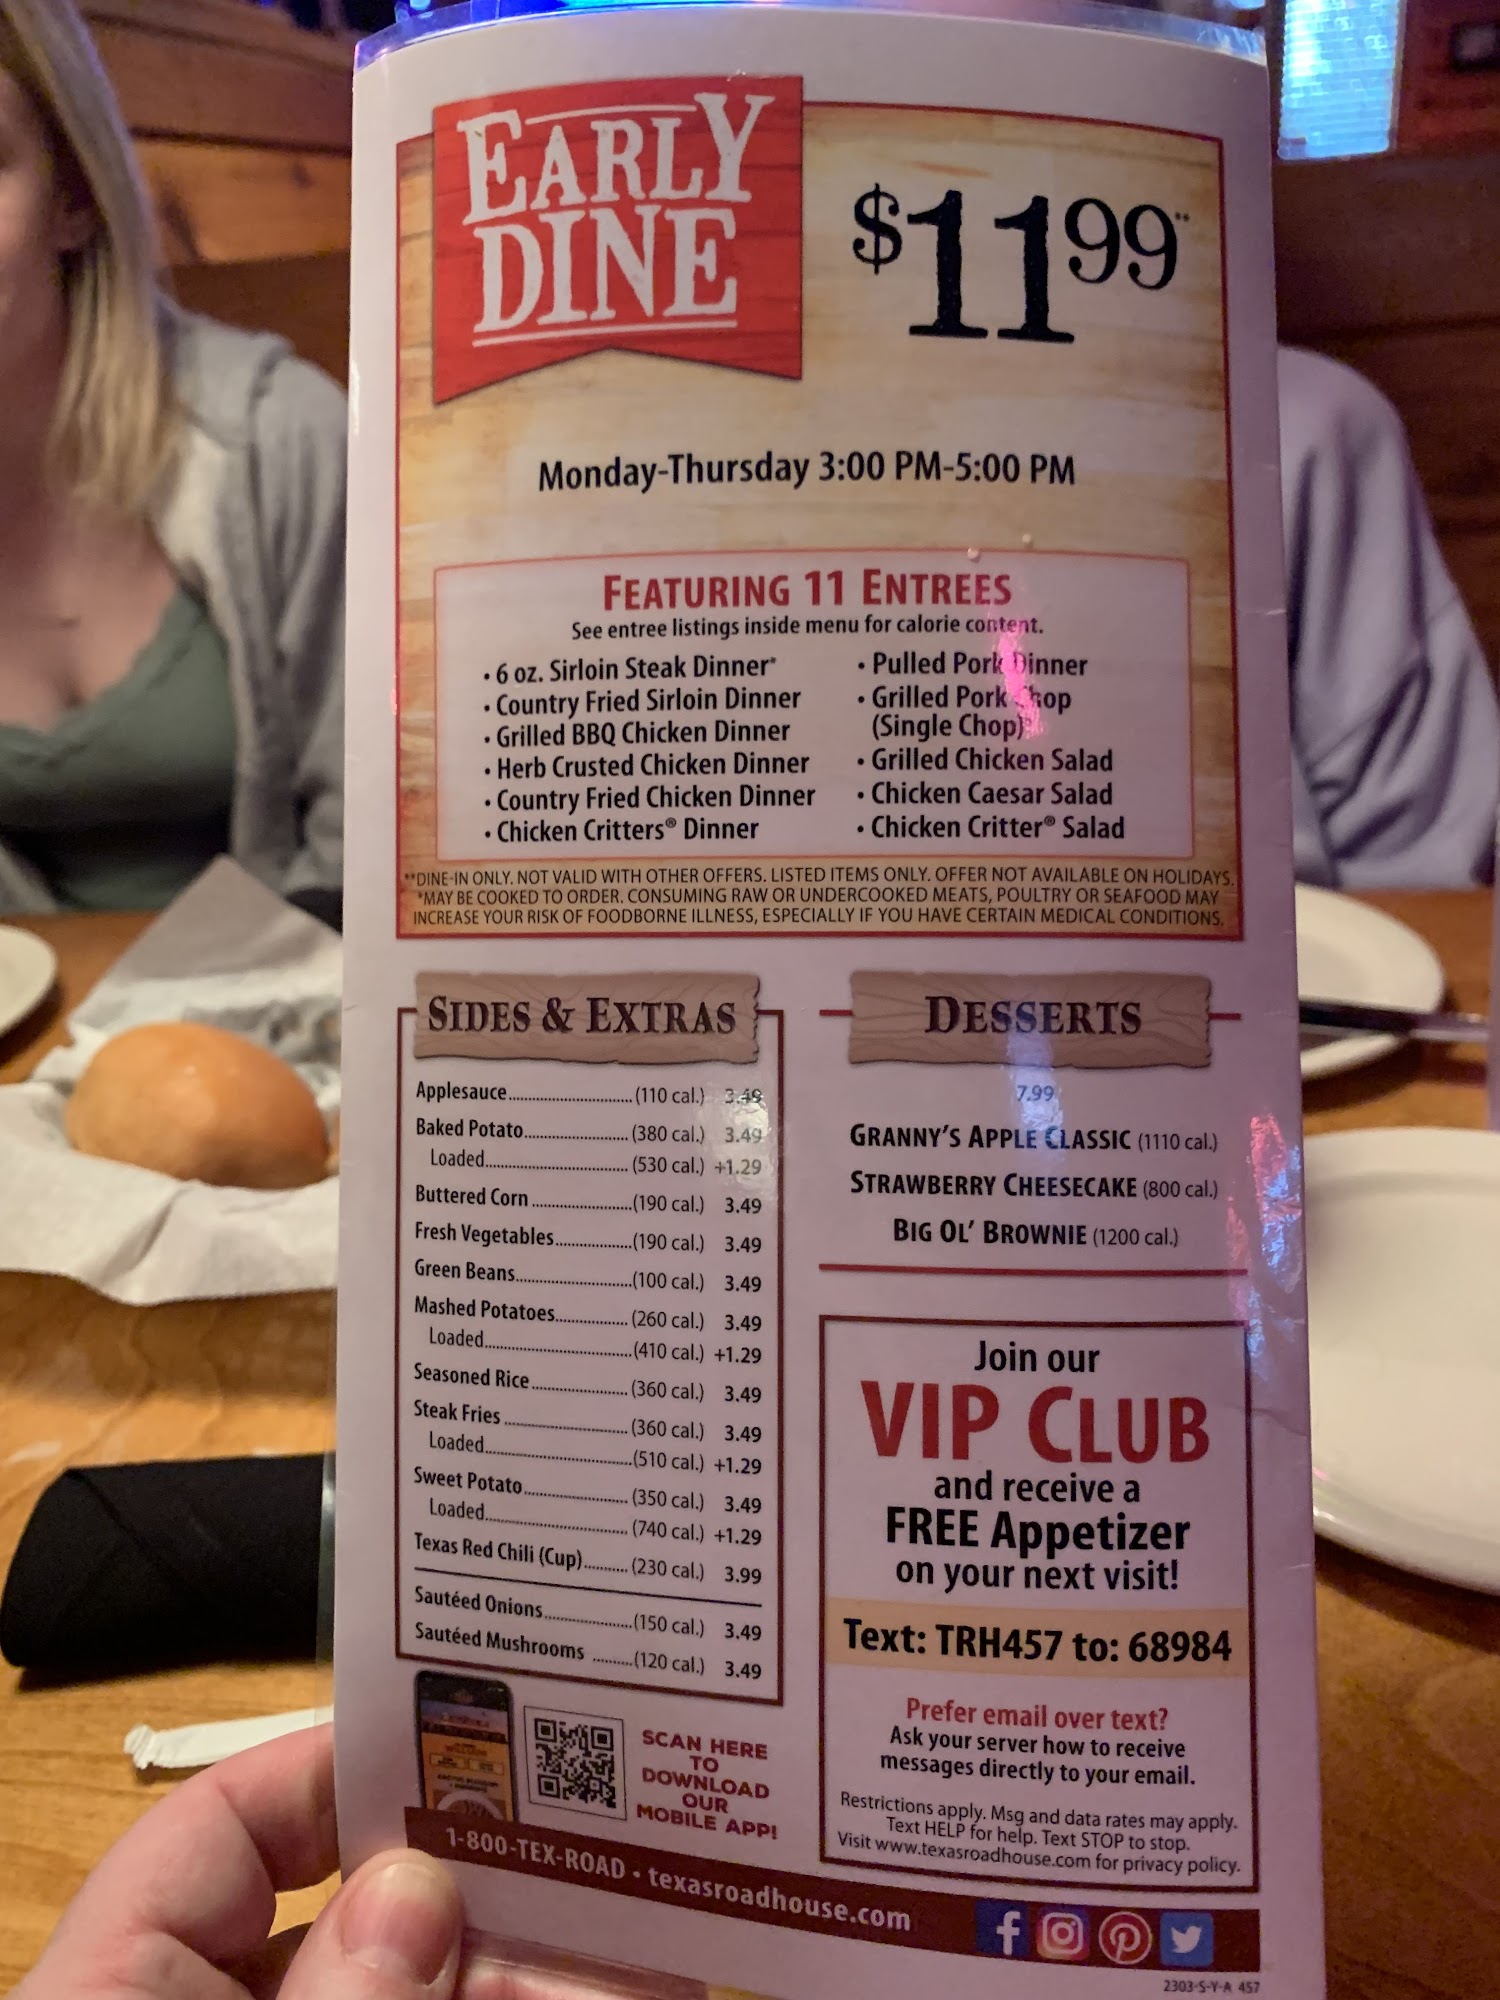 EARLY
DINE
$11.99**
Monday-Thursday 3:00 PM-5:00 PM
FEATURING 11 ENTREES
See entree listings inside menu for calorie content.
• 6 oz. Sirloin Steak Dinner*
• Country Fried Sirloin Dinner
• Grilled BBQ Chicken Dinner
• Herb Crusted Chicken Dinner
• Country Fried Chicken Dinner
• Chicken Critters® Dinner
• Pulled Pork Dinner
• Grilled Pork Chop
(Single Chop)*
• Grilled Chicken Salad
• Chicken Caesar Salad
• Chicken Critter® Salad
**DINE-IN ONLY. NOT VALID WITH OTHER OFFERS. LISTED ITEMS ONLY. OFFER NOT AVAILABLE ON HOLIDAYS.
*MAY BE COOKED TO ORDER. CONSUMING RAW OR UNDERCOOKED MEATS, POULTRY OR SEAFOOD MAY
INCREASE YOUR RISK OF FOODBORNE ILLNESS, ESPECIALLY IF YOU HAVE CERTAIN MEDICAL CONDITIONS.
SIDES & EXTRAS
Applesauce (110 cal.) 3.49
Baked Potato (380 cal.) 3.49
Loaded (530 cal.) +1.29
Buttered Corn (190 cal.) 3.49
Fresh Vegetables (190 cal.) 3.49
Green Beans (100 cal.) 3.49
Mashed Potatoes (260 cal.) 3.49
Loaded (410 cal.) +1.29
Seasoned Rice (360 cal.) 3.49
Steak Fries (360 cal.) 3.49
Loaded (510 cal.) +1.29
Sweet Potato (350 cal.) 3.49
Loaded (740 cal.) +1.29
Texas Red Chili (Cup) (230 cal.) 3.99
Sautéed Onions (150 cal.) 3.49
Sautéed Mushrooms (120 cal.) 3.49
DESSERTS
7.99
GRANNY'S APPLE CLASSIC (1110 cal.)
STRAWBERRY CHEESECAKE (800 cal.)
BIG OL' BROWNIE (1200 cal.)
Join our
VIP CLUB
and receive a
FREE Appetizer
on your next visit!
Text: TRH457 to: 68984
Prefer email over text?
Ask your server how to receive
messages directly to your email.
Restrictions apply. Msg and data rates may apply.
Text HELP for help. Text STOP to stop.
Visit www.texasroadhouse.com for privacy policy.
SCAN HERE
TO
DOWNLOAD
OUR
MOBILE APP!
1-800-TEX-ROAD • texasroadhouse.com
2303-S-Y-A 457